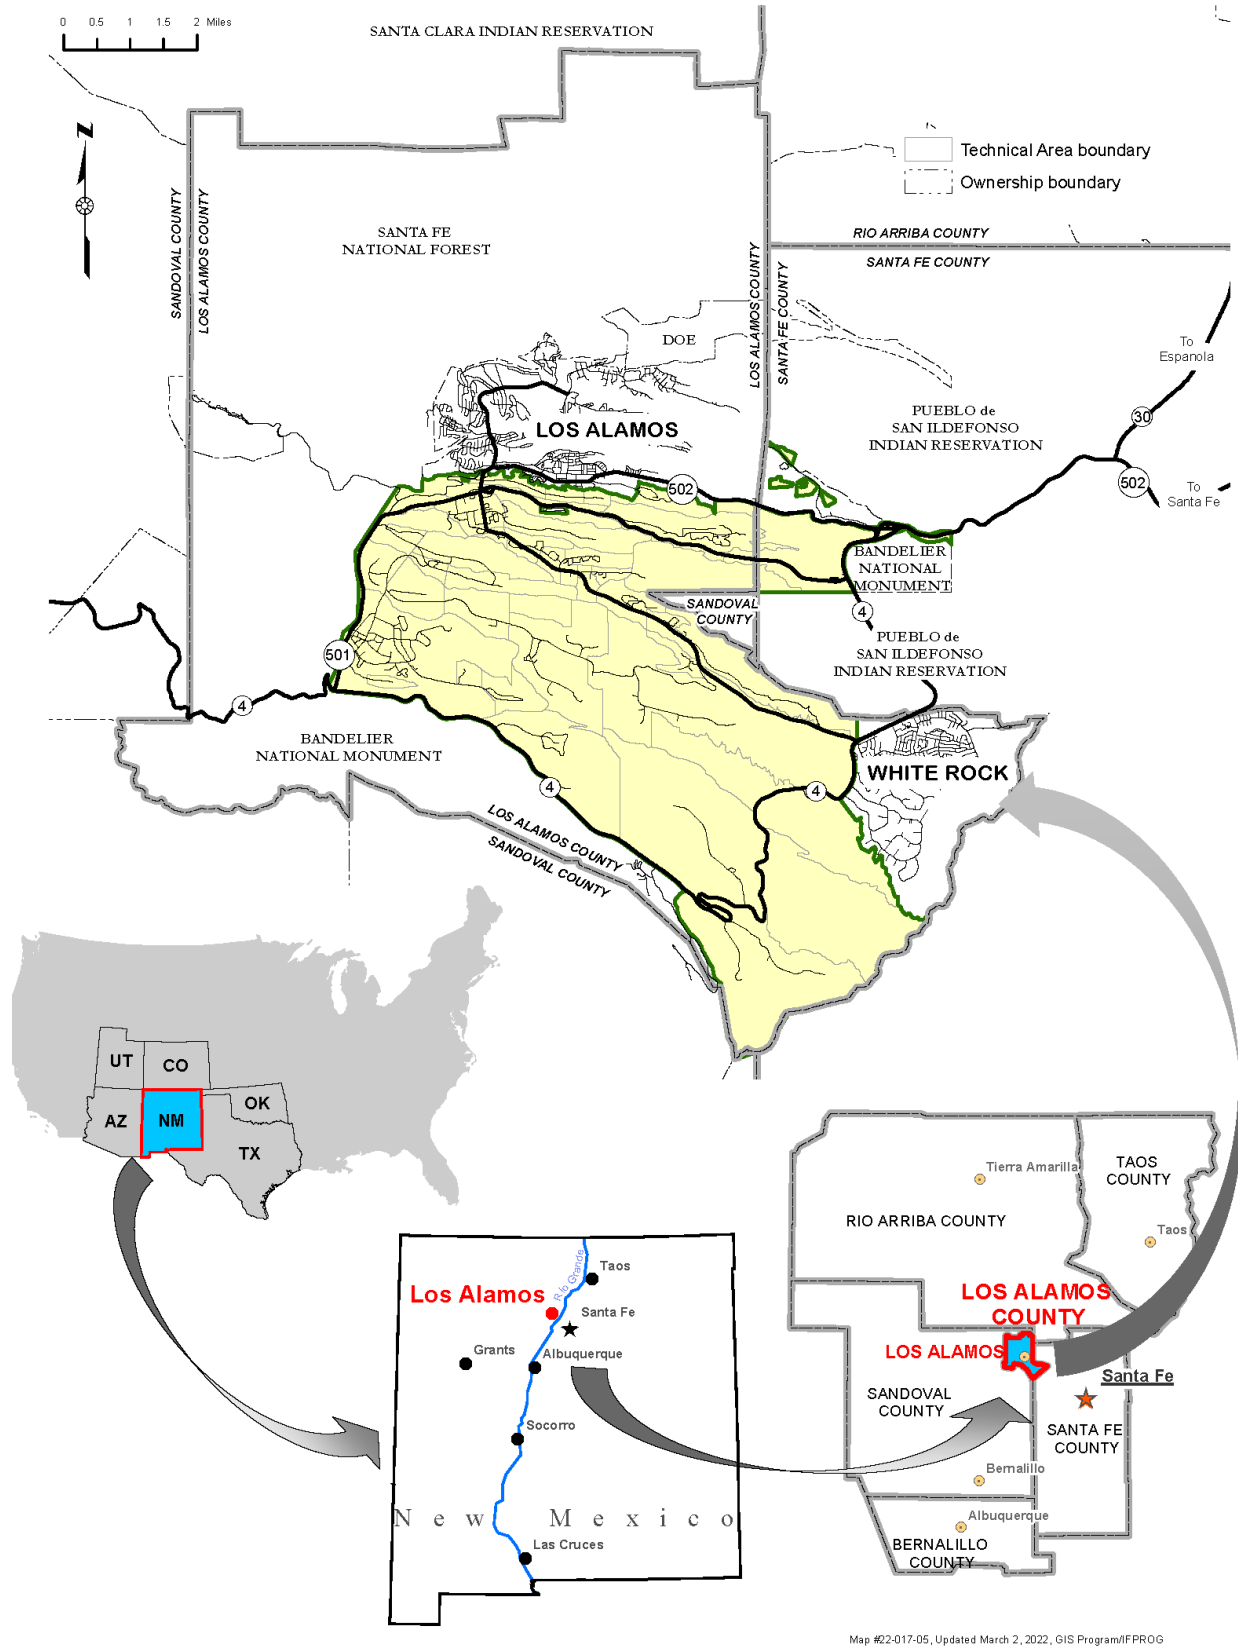 0 0.5 1 1.5 2 Miles
SANTA CLARA INDIAN RESERVATION
N
Technical Area boundary
Ownership boundary
SANDOVAL COUNTY
LOS ALAMOS COUNTY
SANTA FE
NATIONAL FOREST
RIO ARRIBA COUNTY
SANTA FE COUNTY
LOS ALAMOS COUNTY
SANTA FE COUNTY
DOE
To
Espanola
PUEBLO de
SAN ILDEFONSO
INDIAN RESERVATION
30
LOS ALAMOS
502
502
To
Santa Fe
BANDELIER
NATIONAL
MONUMENT
SANDOVAL
COUNTY
4
PUEBLO de
SAN ILDEFONSO
INDIAN RESERVATION
501
4
BANDELIER
NATIONAL MONUMENT
WHITE ROCK
4
4
LOS ALAMOS COUNTY
SANDOVAL COUNTY
UT
CO
AZ
NM
OK
TX
Tierra Amarilla
TAOS
COUNTY
RIO ARRIBA COUNTY
Taos
LOS ALAMOS
COUNTY
LOS ALAMOS
Santa Fe
SANDOVAL
COUNTY
SANTA FE
COUNTY
Bernalillo
Albuquerque
BERNALILLO
COUNTY
Rio Grande
Taos
Los Alamos
Santa Fe
Grants
Albuquerque
Socorro
New Mexico
Las Cruces
Map #22-017-05, Updated March 2, 2022, GIS Program/IFPROG